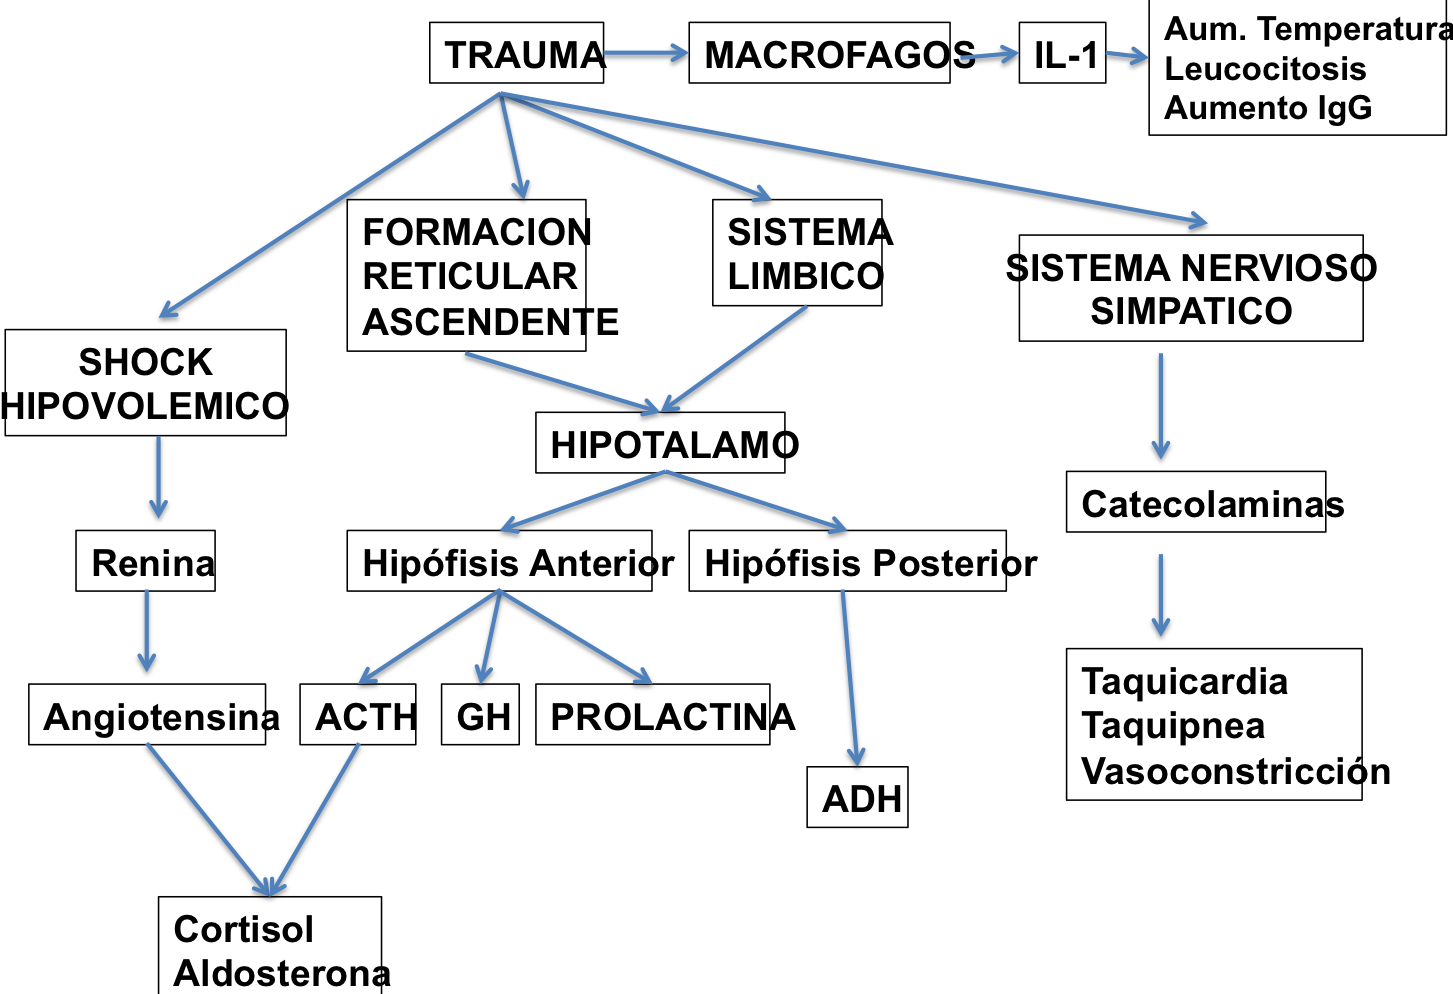 TRAUMA
MACROFAGOS
IL-1
Aum. Temperatura
Leucocitosis
Aumento IgG
FORMACION
RETICULAR
ASCENDENTE
SISTEMA
LIMBICO
SISTEMA NERVIOSO
SIMPATICO
SHOCK
HIPOVOLEMICO
HIPOTALAMO
Catecolaminas
Renina
Hipófisis Anterior
Hipófisis Posterior
Angiotensina
ACTH
GH
PROLACTINA
Taquicardia
Taquipnea
Vasoconstricción
ADH
Cortisol
Aldosterona